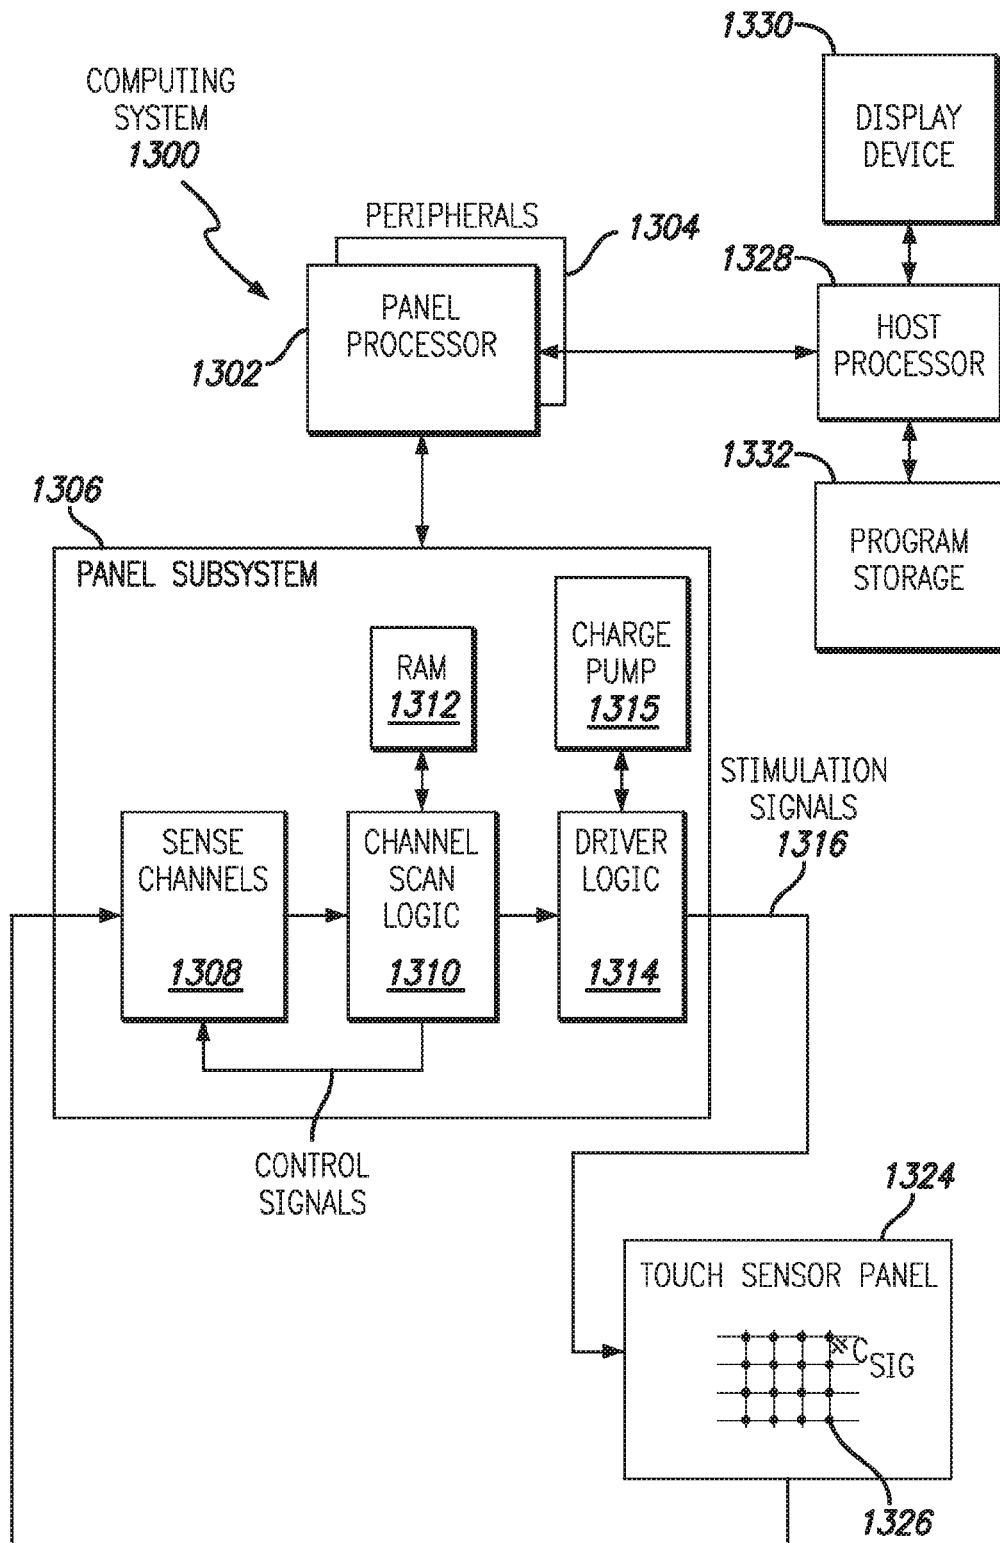 1330
COMPUTING
SYSTEM
1300
DISPLAY
DEVICE
PERIPHERALS
1304
1328
PANEL
PROCESSOR
1302
HOST
PROCESSOR
1332
1306
PROGRAM
STORAGE
PANEL SUBSYSTEM
RAM
1312
CHARGE
PUMP
1315
STIMULATION
SIGNALS
1316
SENSE
CHANNELS
1308
CHANNEL
SCAN
LOGIC
1310
DRIVER
LOGIC
1314
CONTROL
SIGNALS
1324
TOUCH SENSOR PANEL
CSIG
1326